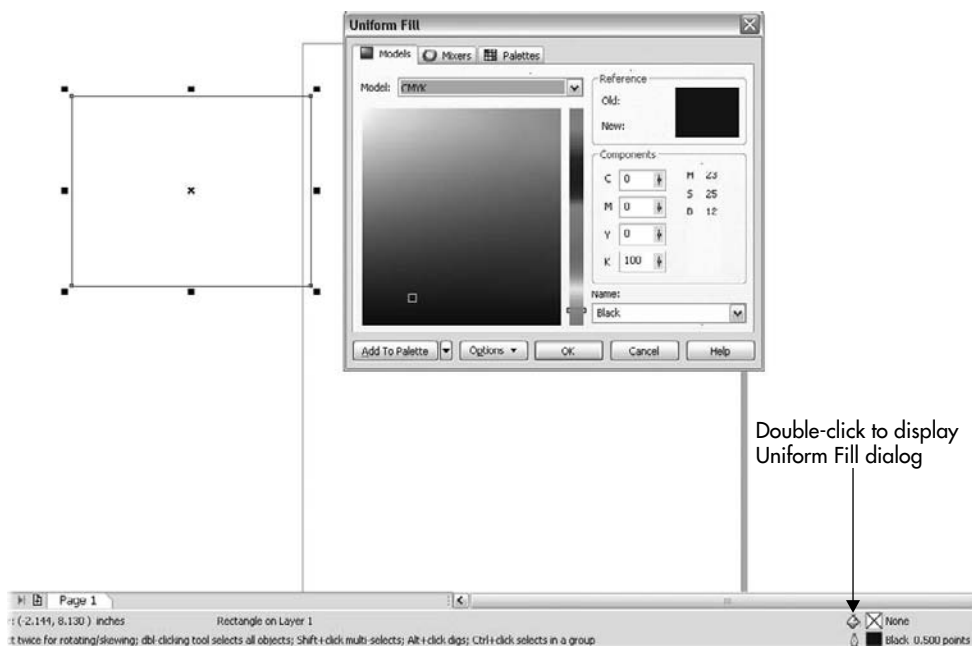 Uniform Fill
Models Mixers Palettes
Model: CMYK
Reference
Old:
New:
Components
C 0
M 0
Y 0
K 100
H 23
S 25
B 12
Name:
Black
Add To Palette Options OK Cancel Help
Double-click to display
Uniform Fill dialog
Page 1
: (-2.144, 8.130 ) inches Rectangle on Layer 1 None
twice for rotating/skewing; dbl-clicking tool selects all objects; Shift+click multi-selects; Alt+click digs; Ctrl+click selects in a group Black 0.500 points